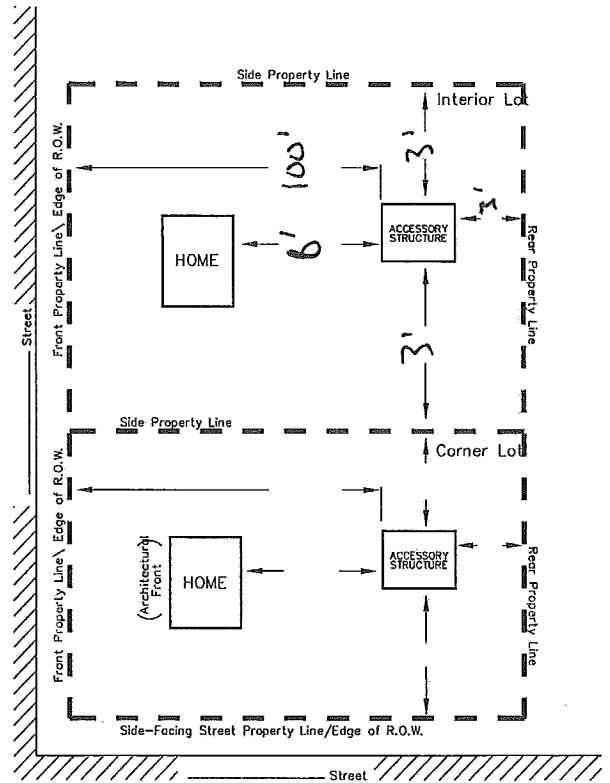 Side Property Line
Interior Lot
Front Property Line\ Edge of R.O.W.
100'
3'
3'
ACCESSORY
STRUCTURE
HOME
6'
Rear Property Line
Street
3'
Side Property Line
Corner Lot
Front Property Line\ Edge of R.O.W.
(Architectural
Front)
HOME
ACCESSORY
STRUCTURE
Rear Property Line
Side-Facing Street Property Line/Edge of R.O.W.
Street